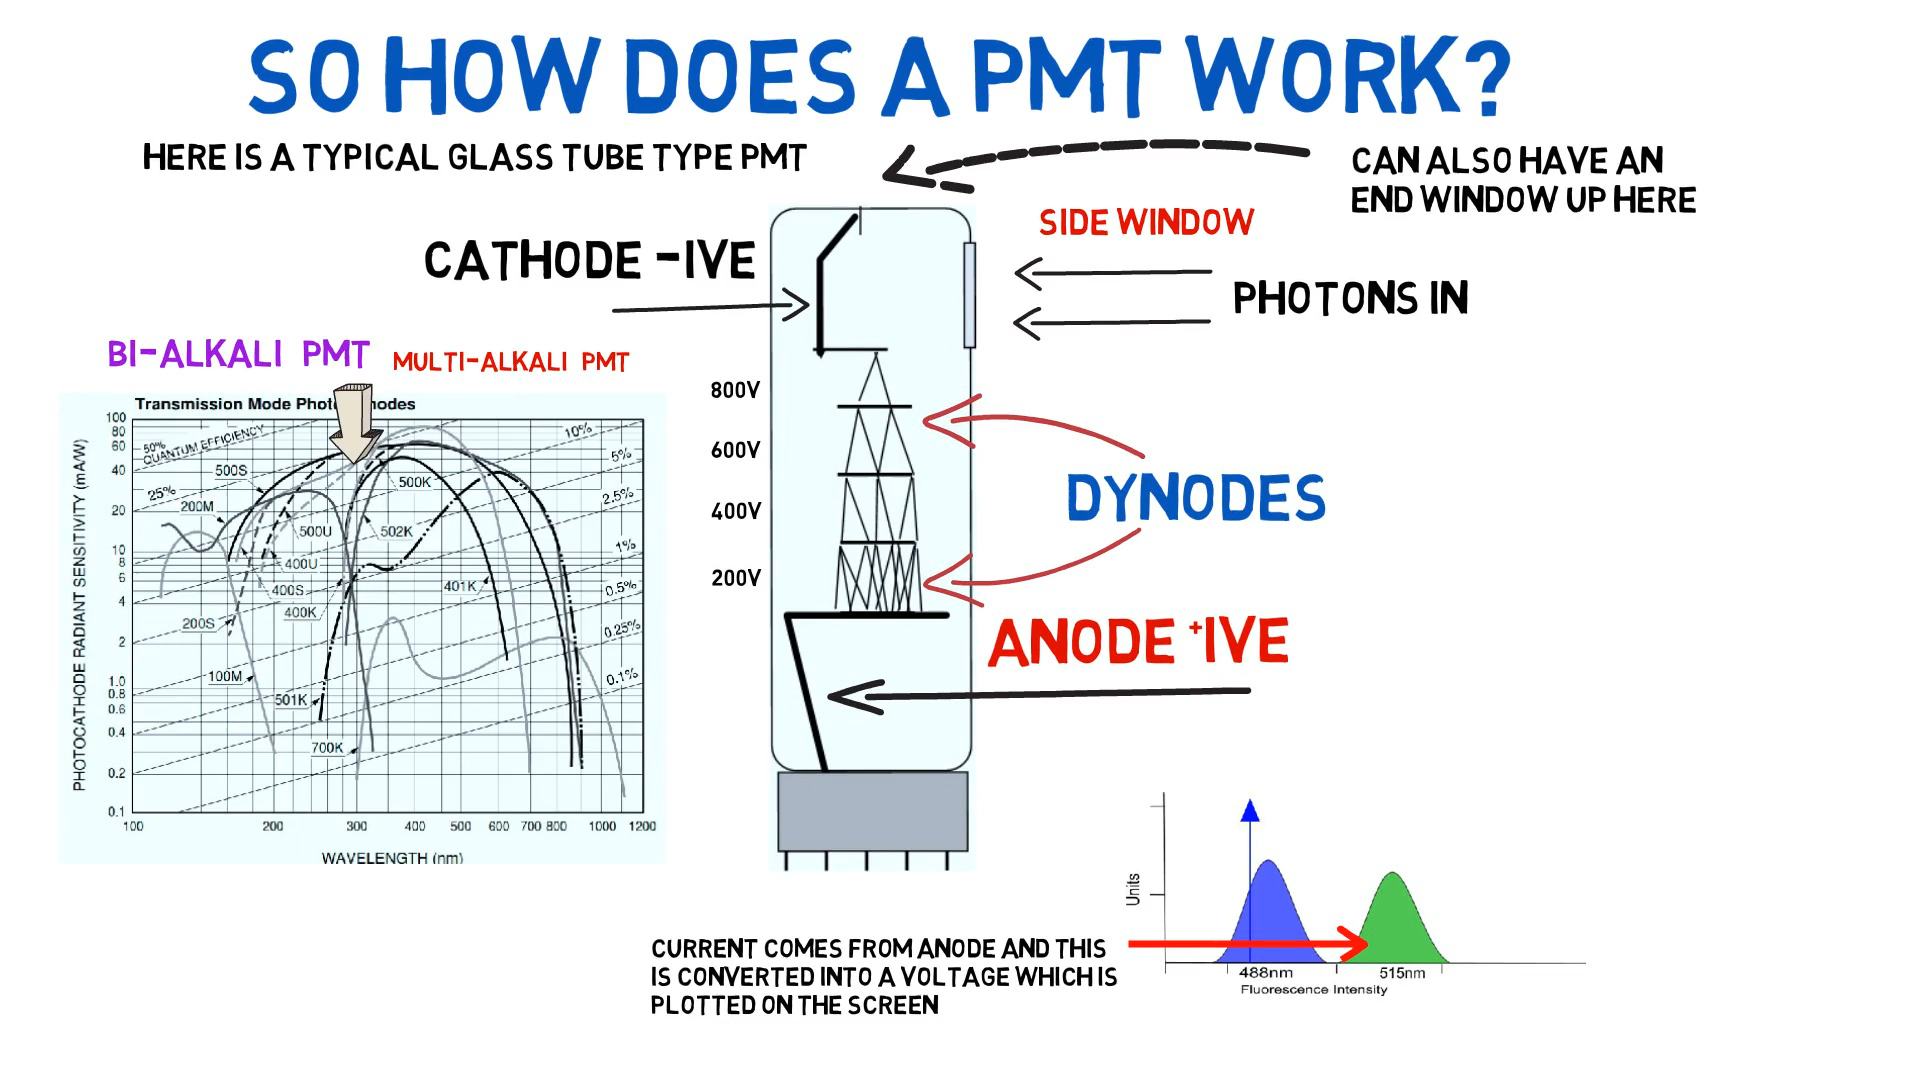 SO HOW DOES A PMT WORK?
HERE IS A TYPICAL GLASS TUBE TYPE PMT
CAN ALSO HAVE AN
END WINDOW UP HERE
SIDE WINDOW
CATHODE -IVE
PHOTONS IN
BI-ALKALI PMT
MULTI-ALKALI PMT
800V
600V
400V
200V
DYNODES
ANODE +IVE
Transmission Mode
PHOTOCATHODE RADIANT SENSITIVITY (mA/W)
100
80
60
40
20
10
8
6
4
2
1.0
0.8
0.6
0.4
0.2
0.1
50%
QUANTUM EFFICIENCY
25%
10%
5%
2.5%
1%
0.5%
0.25%
0.1%
500S
200M
500K
500U
502K
400U
400S
401K
400K
200S
100M
501K
700K
100 200 300 400 500 600 700 800 1000 1200
WAVELENGTH (nm)
CURRENT COMES FROM ANODE AND THIS
IS CONVERTED INTO A VOLTAGE WHICH IS
PLOTTED ON THE SCREEN
Units
488nm 515nm
Fluorescence Intensity